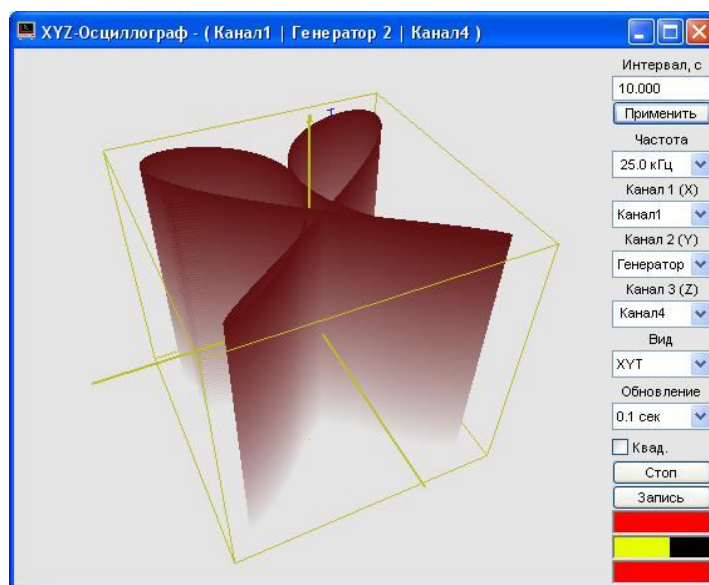 XYZ-Осциллограф - ( Канал1 | Генератор 2 | Канал4 )
Интервал, с
10.000
Применить
Частота
25.0 кГц
Канал 1 (X)
Канал1
Канал 2 (Y)
Генератор
Канал 3 (Z)
Канал4
Вид
XYT
Обновление
0.1 сек
Квад.
Стоп
Запись
T